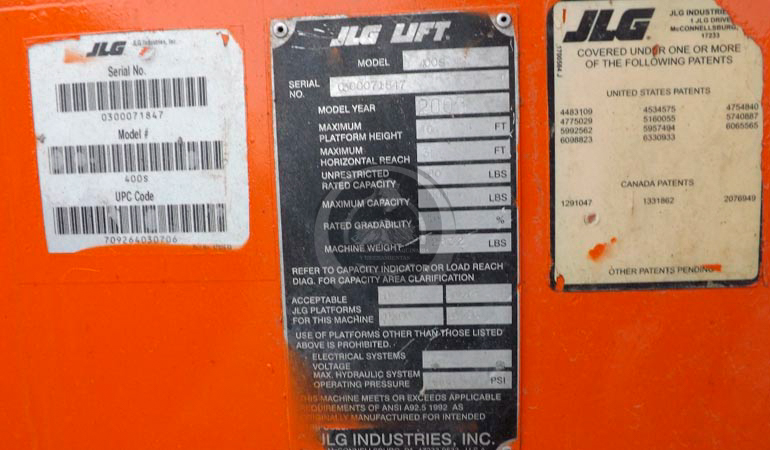 JLG JLG Industries, Inc.
Serial No.
0300071847
Model #
400S
UPC Code
709264030706
JLG LIFT
MODEL 400S
SERIAL NO. 0300071847
MODEL YEAR
MAXIMUM
PLATFORM HEIGHT FT
MAXIMUM
HORIZONTAL REACH FT
UNRESTRICTED
RATED CAPACITY LBS
MAXIMUM CAPACITY LBS
RATED GRADABILITY %
MACHINE WEIGHT LBS
REFER TO CAPACITY INDICATOR OR LOAD REACH
DIAG. FOR CAPACITY AREA CLARIFICATION
ACCEPTABLE
JLG PLATFORMS
FOR THIS MACHINE
USE OF PLATFORMS OTHER THAN THOSE LISTED
ABOVE IS PROHIBITED.
ELECTRICAL SYSTEMS
VOLTAGE
MAX. HYDRAULIC SYSTEM
OPERATING PRESSURE PSI
THIS MACHINE MEETS OR EXCEEDS APPLICABLE
REQUIREMENTS OF ANSI A92.5 1992 AS
ORIGINALLY MANUFACTURED FOR INTENDED
JLG INDUSTRIES, INC.
JLG JLG INDUSTRIES
1 JLG DRIVE
McCONNELLSBURG,
17233
COVERED UNDER ONE OR MORE
OF THE FOLLOWING PATENTS
UNITED STATES PATENTS
4483109 4534575 4754840
4775029 5160055 5740887
5992562 5957494 6065565
6098823 6330933
CANADA PATENTS
1291047 1331862 2076949
OTHER PATENTS PENDING